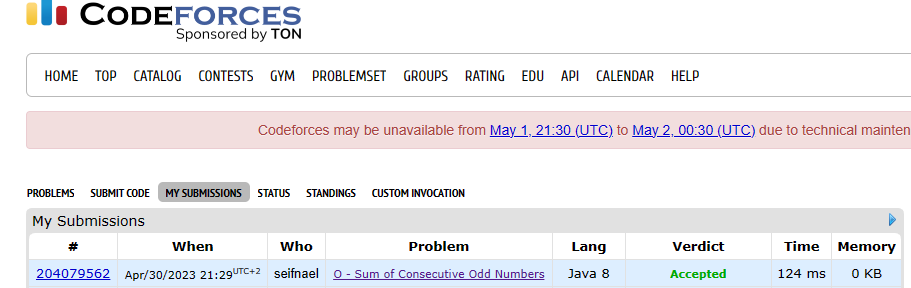 CODEFORCES
Sponsored by TON
HOME TOP CATALOG CONTESTS GYM PROBLEMSET GROUPS RATING EDU API CALENDAR HELP
Codeforces may be unavailable from May 1, 21:30 (UTC) to May 2, 00:30 (UTC) due to technical mainten
PROBLEMS SUBMIT CODE MY SUBMISSIONS STATUS STANDINGS CUSTOM INVOCATION
My Submissions
# When Who Problem Lang Verdict Time Memory
204079562 Apr/30/2023 21:29UTC+2 seifnael O - Sum of Consecutive Odd Numbers Java 8 Accepted 124 ms 0 KB